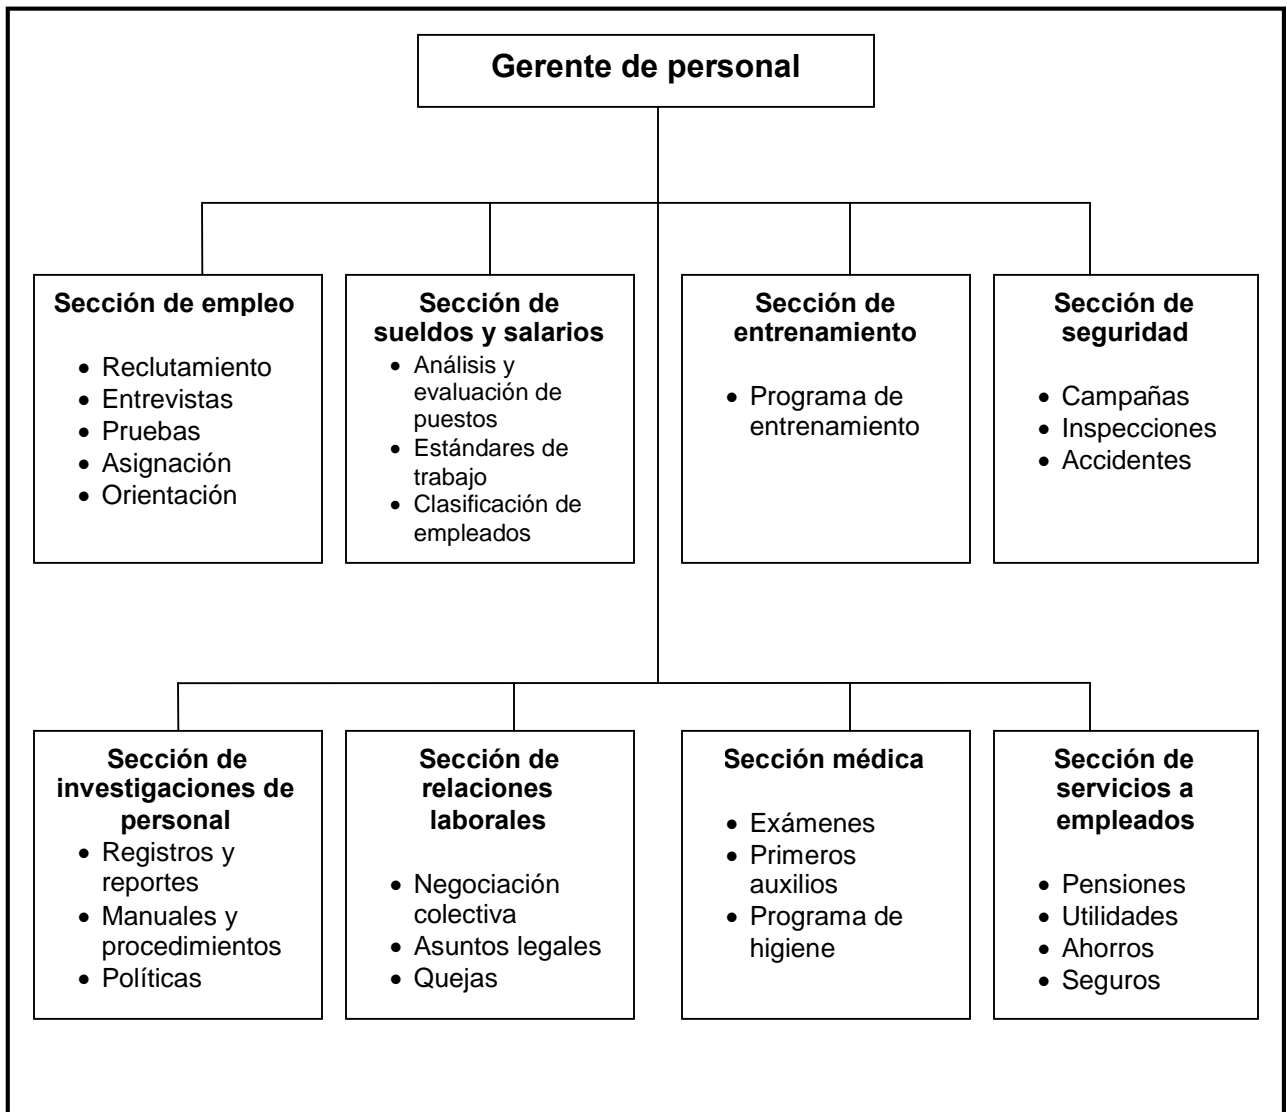 Gerente de personal
Sección de empleo
• Reclutamiento
• Entrevistas
• Pruebas
• Asignación
• Orientación
Sección de
sueldos y salarios
• Análisis y
evaluación de
puestos
• Estándares de
trabajo
• Clasificación de
empleados
Sección de
entrenamiento
• Programa de
entrenamiento
Sección de
seguridad
• Campañas
• Inspecciones
• Accidentes
Sección de
investigaciones de
personal
• Registros y
reportes
• Manuales y
procedimientos
• Políticas
Sección de
relaciones
laborales
• Negociación
colectiva
• Asuntos legales
• Quejas
Sección médica
• Exámenes
• Primeros
auxilios
• Programa de
higiene
Sección de
servicios a
empleados
• Pensiones
• Utilidades
• Ahorros
• Seguros